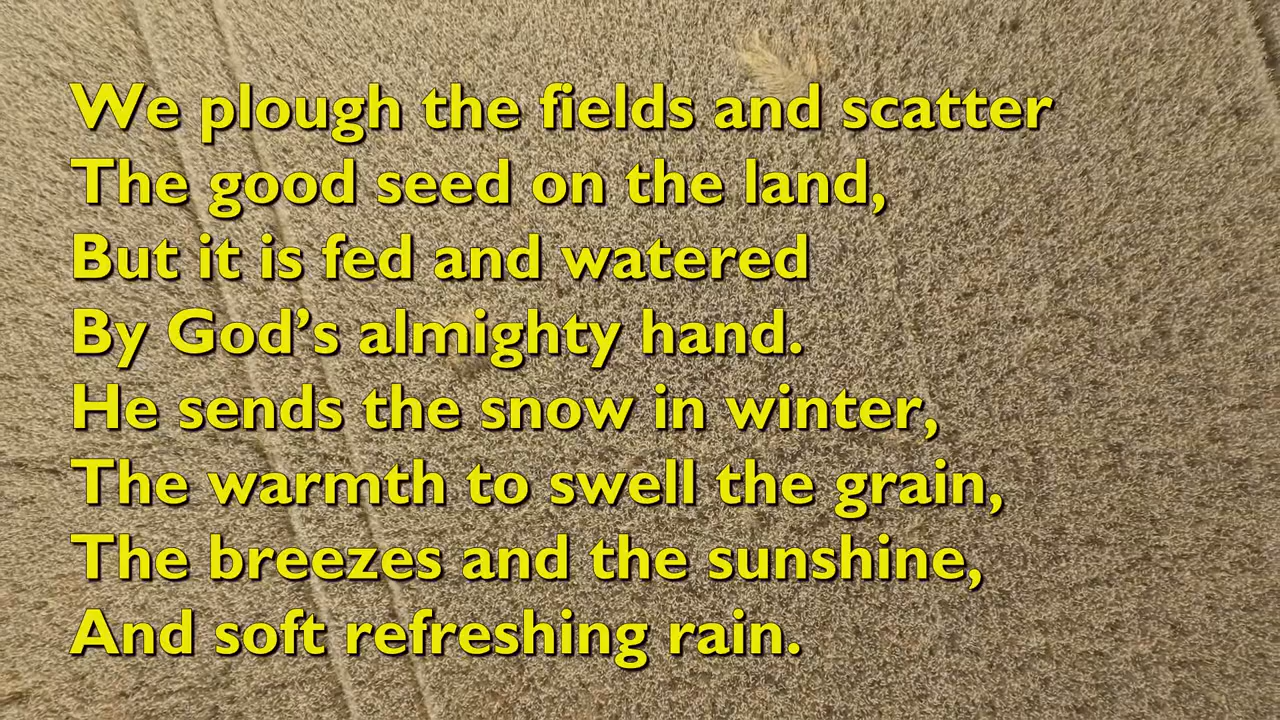 We plough the fields and scatter
The good seed on the land,
But it is fed and watered
By God’s almighty hand.
He sends the snow in winter,
The warmth to swell the grain,
The breezes and the sunshine,
And soft refreshing rain.